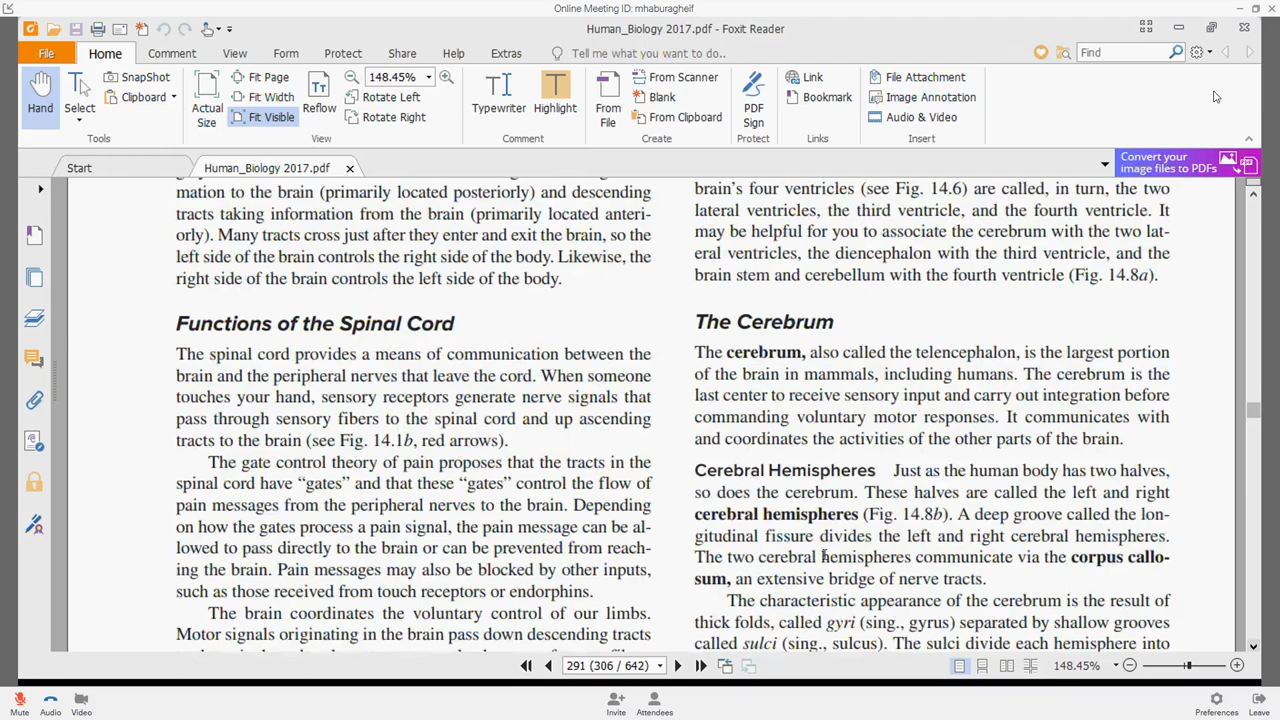 Online Meeting ID: mhaburagheif
Human_Biology 2017.pdf - Foxit Reader
File Home Comment View Form Protect Share Help Extras Tell me what you want to do.. Find
Hand
Select
SnapShot
Clipboard
Tools
Actual
Size
Fit Page
Fit Width
Fit Visible
Reflow
148.45%
Rotate Left
Rotate Right
View
Typewriter
Highlight
Comment
From
File
From Scanner
Blank
From Clipboard
Create
PDF
Sign
Protect
Link
Bookmark
Links
File Attachment
Image Annotation
Audio & Video
Insert
Start
Human_Biology 2017.pdf
Convert your
image files to PDFs
mation to the brain (primarily located posteriorly) and descending
tracts taking information from the brain (primarily located anteri-
orly). Many tracts cross just after they enter and exit the brain, so the
left side of the brain controls the right side of the body. Likewise, the
right side of the brain controls the left side of the body.
Functions of the Spinal Cord
The spinal cord provides a means of communication between the
brain and the peripheral nerves that leave the cord. When someone
touches your hand, sensory receptors generate nerve signals that
pass through sensory fibers to the spinal cord and up ascending
tracts to the brain (see Fig. 14.1b, red arrows).
The gate control theory of pain proposes that the tracts in the
spinal cord have “gates” and that these “gates” control the flow of
pain messages from the peripheral nerves to the brain. Depending
on how the gates process a pain signal, the pain message can be al-
lowed to pass directly to the brain or can be prevented from reach-
ing the brain. Pain messages may also be blocked by other inputs,
such as those received from touch receptors or endorphins.
The brain coordinates the voluntary control of our limbs.
Motor signals originating in the brain pass down descending tracts
brain’s four ventricles (see Fig. 14.6) are called, in turn, the two
lateral ventricles, the third ventricle, and the fourth ventricle. It
may be helpful for you to associate the cerebrum with the two lat-
eral ventricles, the diencephalon with the third ventricle, and the
brain stem and cerebellum with the fourth ventricle (Fig. 14.8a).
The Cerebrum
The cerebrum, also called the telencephalon, is the largest portion
of the brain in mammals, including humans. The cerebrum is the
last center to receive sensory input and carry out integration before
commanding voluntary motor responses. It communicates with
and coordinates the activities of the other parts of the brain.
Cerebral Hemispheres Just as the human body has two halves,
so does the cerebrum. These halves are called the left and right
cerebral hemispheres (Fig. 14.8b). A deep groove called the lon-
gitudinal fissure divides the left and right cerebral hemispheres.
The two cerebral hemispheres communicate via the corpus callo-
sum, an extensive bridge of nerve tracts.
The characteristic appearance of the cerebrum is the result of
thick folds, called gyri (sing., gyrus) separated by shallow grooves
called sulci (sing., sulcus). The sulci divide each hemisphere into
291 (306 / 642)
148.45%
Mute Audio Video Invite Attendees Preferences Leave